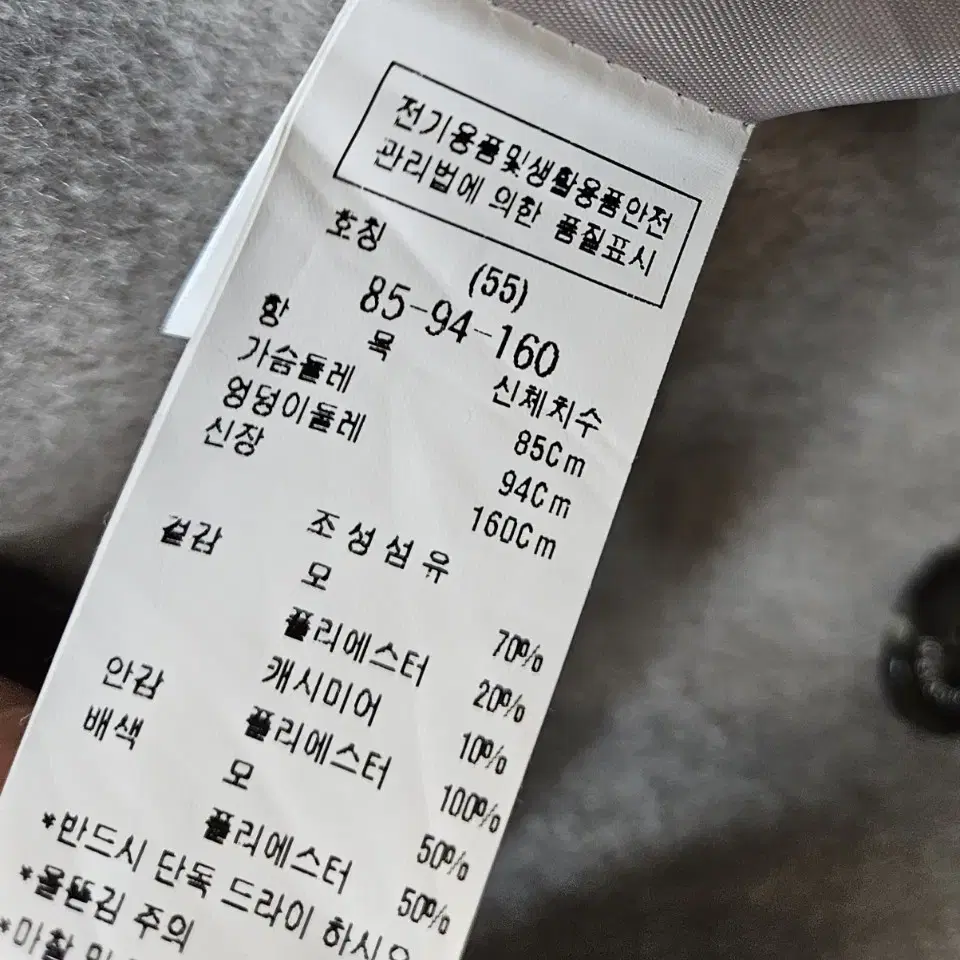 전기용품및생활용품안전
관리법에 의한 품질표시
호칭
(55)
85-94-160
항 목 신체치수
가슴둘레 85Cm
엉덩이둘레 94Cm
신장 160Cm
조성섬유
겉감 모 70%
폴리에스터 20%
캐시미어 10%
안감 폴리에스터 100%
배색 모 50%
폴리에스터 50%
*반드시 단독 드라이 하시오
*올뜯김 주의
*마찰 및